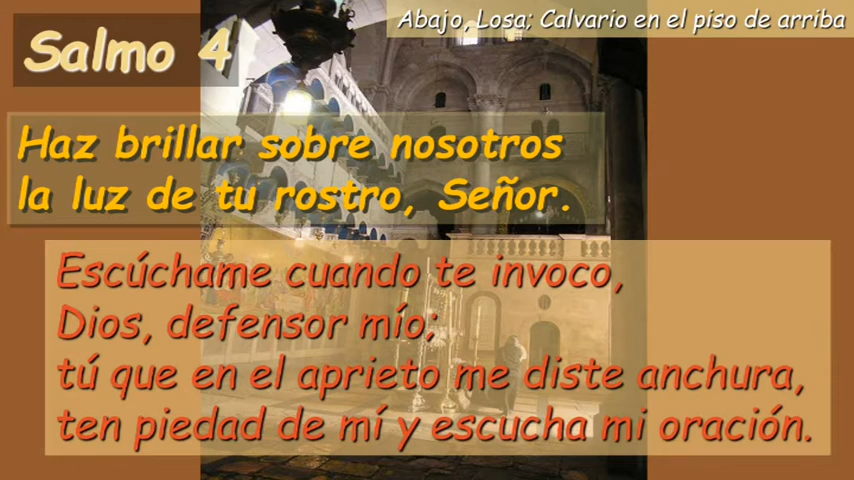 Abajo, Losa; Calvario en el piso de arriba
Salmo 4
Haz brillar sobre nosotros
la luz de tu rostro, Señor.
Escúchame cuando te invoco,
Dios, defensor mío;
tú que en el aprieto me diste anchura,
ten piedad de mí y escucha mi oración.